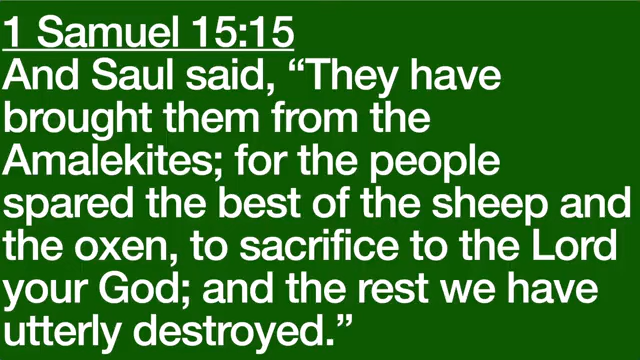 1 Samuel 15:15
And Saul said, “They have
brought them from the
Amalekites; for the people
spared the best of the sheep and
the oxen, to sacrifice to the Lord
your God; and the rest we have
utterly destroyed.”